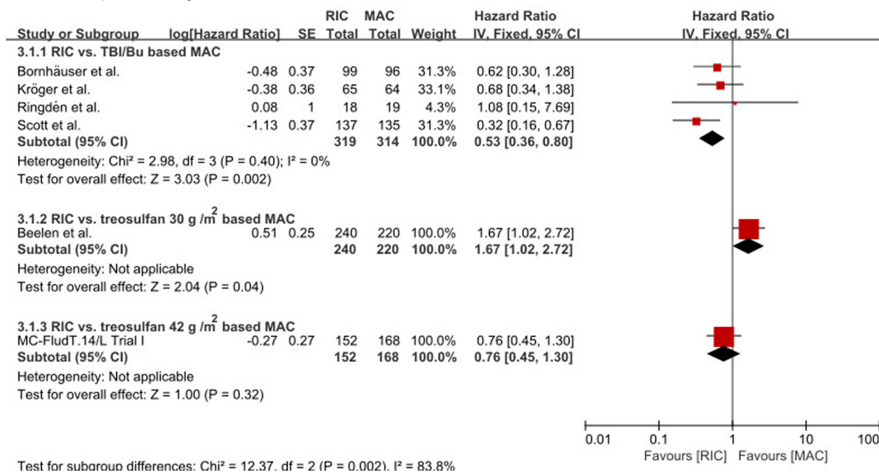 RIC MAC Hazard Ratio Hazard Ratio
Study or Subgroup log[Hazard Ratio] SE Total Total Weight IV, Fixed, 95% CI IV, Fixed, 95% CI
3.1.1 RIC vs. TBI/Bu based MAC
Bornhäuser et al. -0.48 0.37 99 96 31.3% 0.62 [0.30, 1.28]
Kröger et al. -0.38 0.36 65 64 33.1% 0.68 [0.34, 1.38]
Ringdén et al. 0.08 1 18 19 4.3% 1.08 [0.15, 7.69]
Scott et al. -1.13 0.37 137 135 31.3% 0.32 [0.16, 0.67]
Subtotal (95% CI) 319 314 100.0% 0.53 [0.36, 0.80]
Heterogeneity: Chi² = 2.98, df = 3 (P = 0.40); I² = 0%
Test for overall effect: Z = 3.03 (P = 0.002)
3.1.2 RIC vs. treosulfan 30 g /m² based MAC
Beelen et al. 0.51 0.25 240 220 100.0% 1.67 [1.02, 2.72]
Subtotal (95% CI) 240 220 100.0% 1.67 [1.02, 2.72]
Heterogeneity: Not applicable
Test for overall effect: Z = 2.04 (P = 0.04)
3.1.3 RIC vs. treosulfan 42 g /m² based MAC
MC-FludT.14/L Trial I -0.27 0.27 152 168 100.0% 0.76 [0.45, 1.30]
Subtotal (95% CI) 152 168 100.0% 0.76 [0.45, 1.30]
Heterogeneity: Not applicable
Test for overall effect: Z = 1.00 (P = 0.32)
0.01 0.1 1 10 100
Favours [RIC] Favours [MAC]
Test for subgroup differences: Chi² = 12.37, df = 2 (P = 0.002), I² = 83.8%